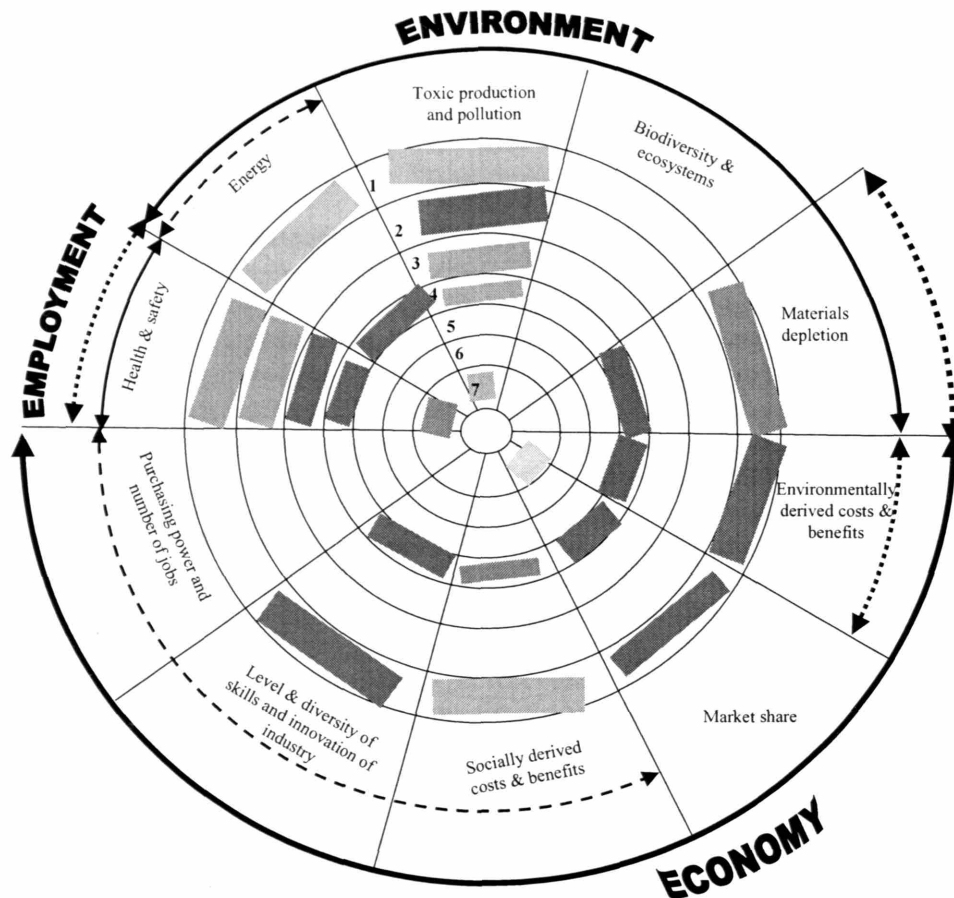 ENVIRONMENT
Toxic production
and pollution
Biodiversity &
ecosystems
Energy
EMPLOYMENT
Health & safety
1
2
3
4
5
6
7
Materials
depletion
Purchasing power and
number of jobs
Environmentally
derived costs &
benefits
Level & diversity of
skills and innovation of
industry
Socially derived
costs & benefits
Market share
ECONOMY